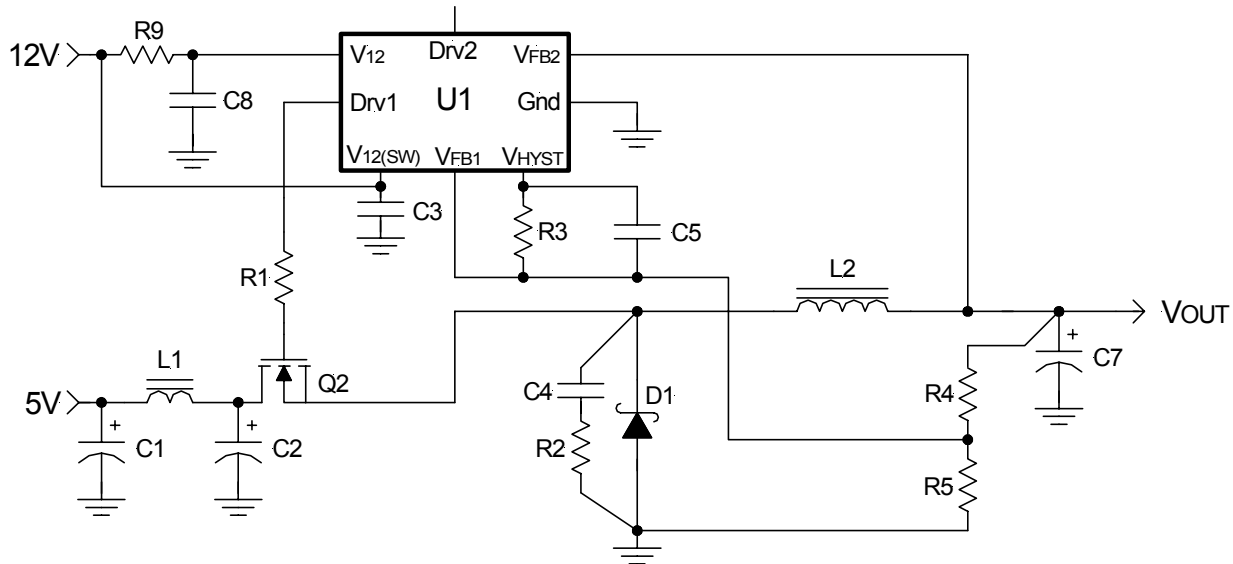 R9
12V
V12
Drv2
VFB2
C8
Drv1
U1
Gnd
V12(SW)
VFB1
VHYST
C3
R3
C5
R1
L2
VOUT
L1
Q2
C4
D1
R4
+
C7
5V
+
C1
+
C2
R2
R5